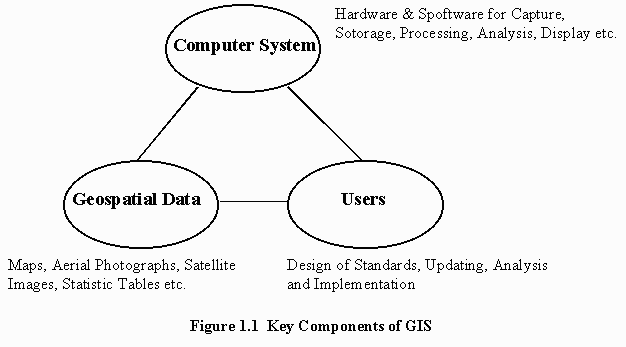 Hardware & Spoftware for Capture,
Sotorage, Processing, Analysis, Display etc.
Computer System
Geospatial Data
Users
Maps, Aerial Photographs, Satellite
Images, Statistic Tables etc.
Design of Standards, Updating, Analysis
and Implementation
Figure 1.1 Key Components of GIS